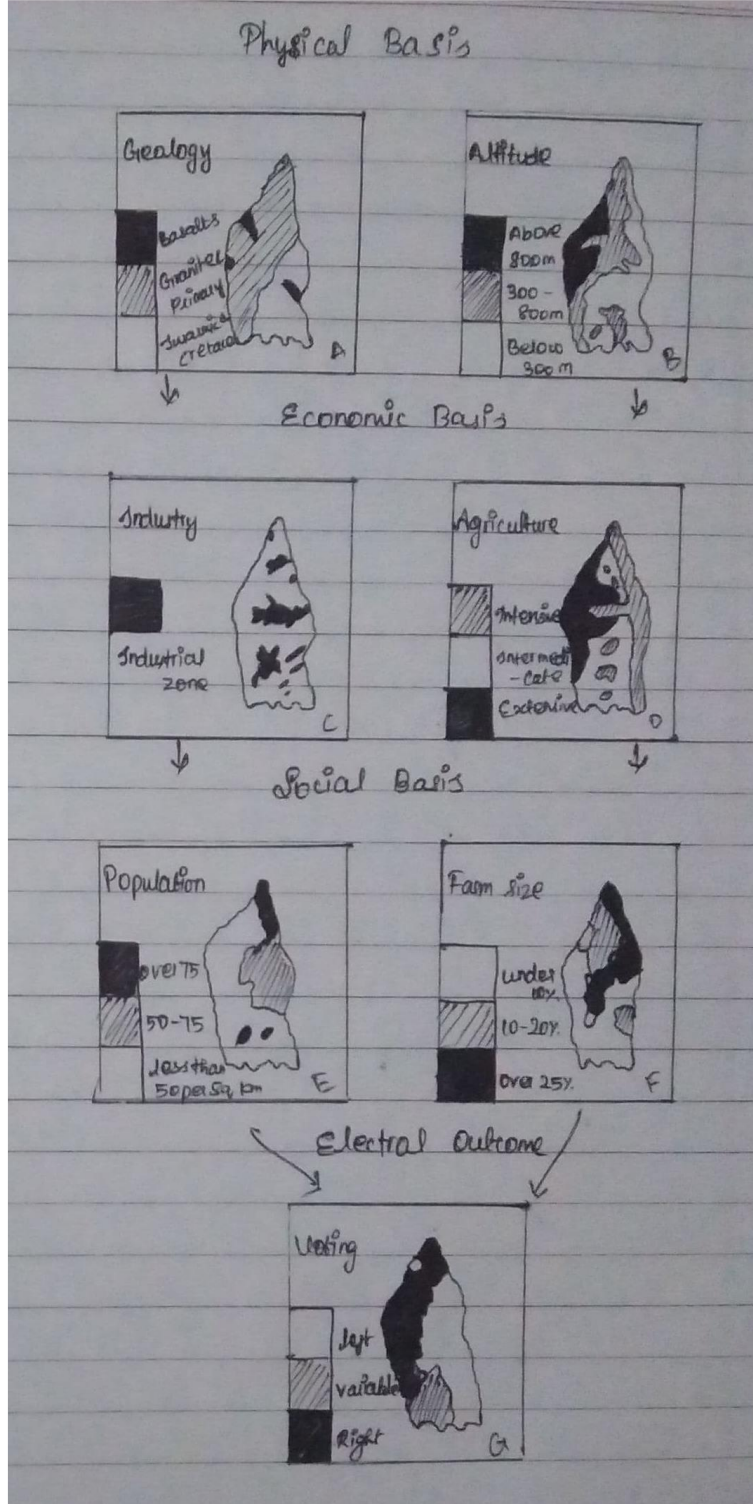 Physical Basis
Geology
Basalts
Granites
Primary
Jurassic &
Cretace
A
Altitude
Above
800m
300-
800m
Below
300m
B
Economic Basis
Industry
Industrial
zone
C
Agriculture
Intensive
Intermedi
-cate
Extensive
D
Social Basis
Population
over 75
50-75
less than
50 per Sq km
E
Farm size
under
10%
10-20%
Over 25%
F
Electral Outcome
Voting
left
variable
Right
G